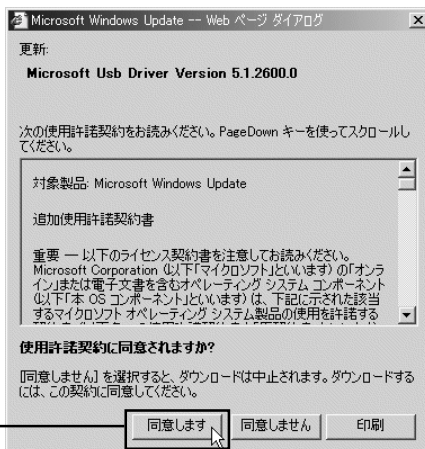 Microsoft Windows Update -- Web ページ ダイアログ
更新:
Microsoft Usb Driver Version 5.1.2600.0
次の使用許諾契約をお読みください。PageDown キーを使ってスクロールし
てください。
対象製品: Microsoft Windows Update
追加使用許諾契約書
重要 ― 以下のライセンス契約書を注意してお読みください。
Microsoft Corporation (以下「マイクロソフト」といいます) の「オンラ
イン」または電子文書を含むオペレーティング システム コンポーネント
(以下「本 OS コンポーネント」といいます) は、下記に示された該当
するマイクロソフト オペレーティング システム製品の使用を許諾する
使用許諾契約に同意されますか?
[同意しません] を選択すると、ダウンロードは中止されます。ダウンロードする
には、この契約に同意してください。
同意します
同意しません
印刷